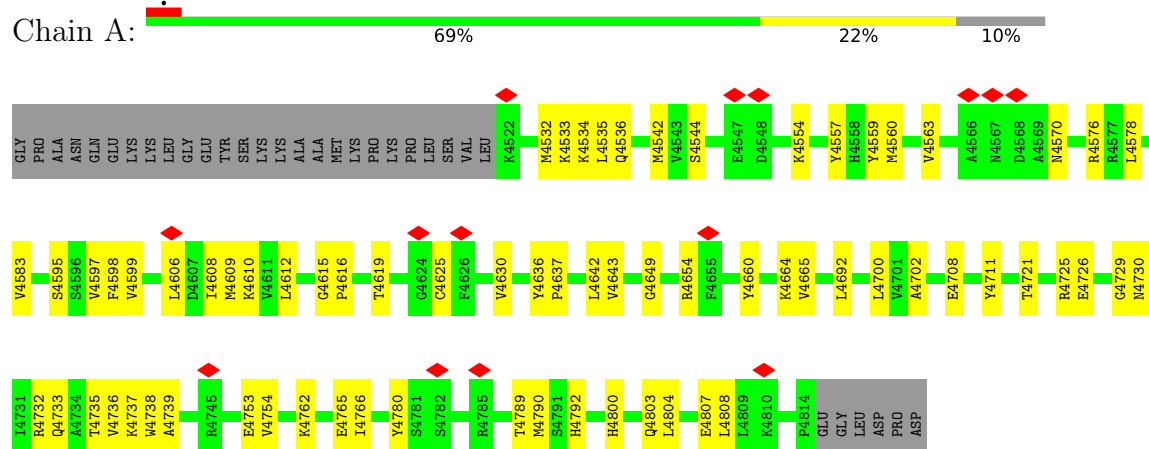 Chain A:
69% 22% 10%
GLY PRO ALA ASN GLN GLU LYS LYS LEU GLY GLU TYR SER LYS LYS ALA ALA MET LYS PRO LYS PRO LEU SER VAL LEU K4522 M4532 K4533 K4534 L4535 Q4536 M4542 V4543 S4544 E4547 D4548 K4554 Y4557 H4558 Y4559 M4560 V4563 A4566 N4567 D4568 A4569 N4570 R4576 R4577 L4578
V4583 S4595 S4596 V4597 F4598 V4599 L4606 D4607 I4608 M4609 K4610 V4611 L4612 G4615 P4616 T4619 G4624 C4625 F4626 V4630 Y4636 P4637 L4642 V4643 G4649 R4654 F4655 Y4660 K4664 V4665 L4692 L4700 V4701 A4702 E4708 Y4711 T4721 R4725 E4726 G4729 N4730
I4731 R4732 Q4733 A4734 T4735 V4736 K4737 W4738 A4739 R4745 E4753 V4754 K4762 E4765 I4766 Y4780 S4781 S4782 R4785 T4789 M4790 S4791 H4792 H4800 Q4803 L4804 E4807 L4808 L4809 K4810 P4814 GLU GLY LEU ASP PRO ASP